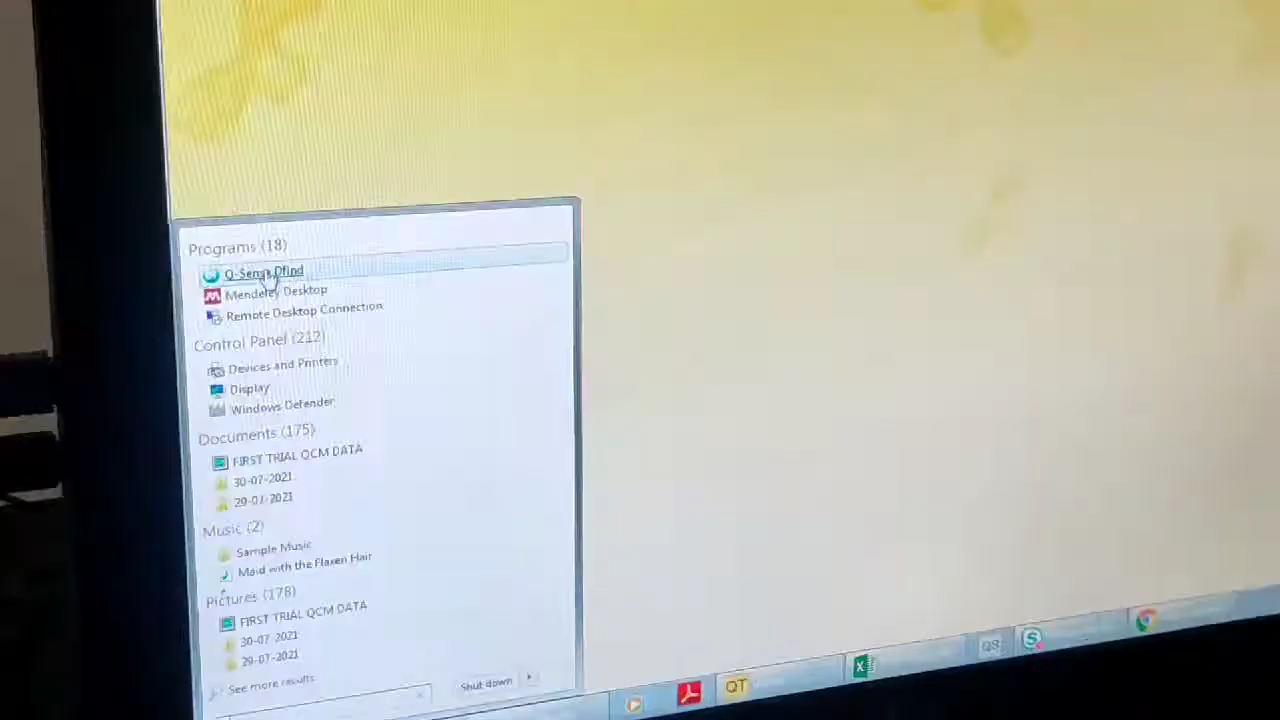 Programs (18)
Q-Sense Dfind
Mendeley Desktop
Remote Desktop Connection
Control Panel (212)
Devices and Printers
Display
Windows Defender
Documents (175)
FIRST TRIAL QCM DATA
30-07-2021
29-07-2021
Music (2)
Sample Music
Maid with the Flaxen Hair
Pictures (178)
FIRST TRIAL QCM DATA
30-07-2021
29-07-2021
See more results
Shut down
QT
QS